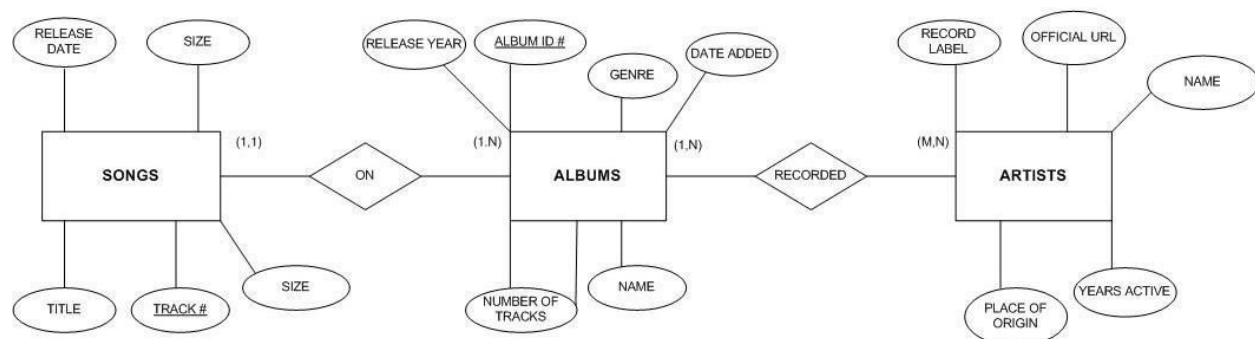 RELEASE
DATE
SIZE
RELEASE YEAR
ALBUM ID #
GENRE
DATE ADDED
RECORD
LABEL
OFFICIAL URL
NAME
(1,1)
(1.N)
(1,N)
(M,N)
SONGS
ON
ALBUMS
RECORDED
ARTISTS
TITLE
TRACK #
SIZE
NUMBER OF
TRACKS
NAME
PLACE OF
ORIGIN
YEARS ACTIVE